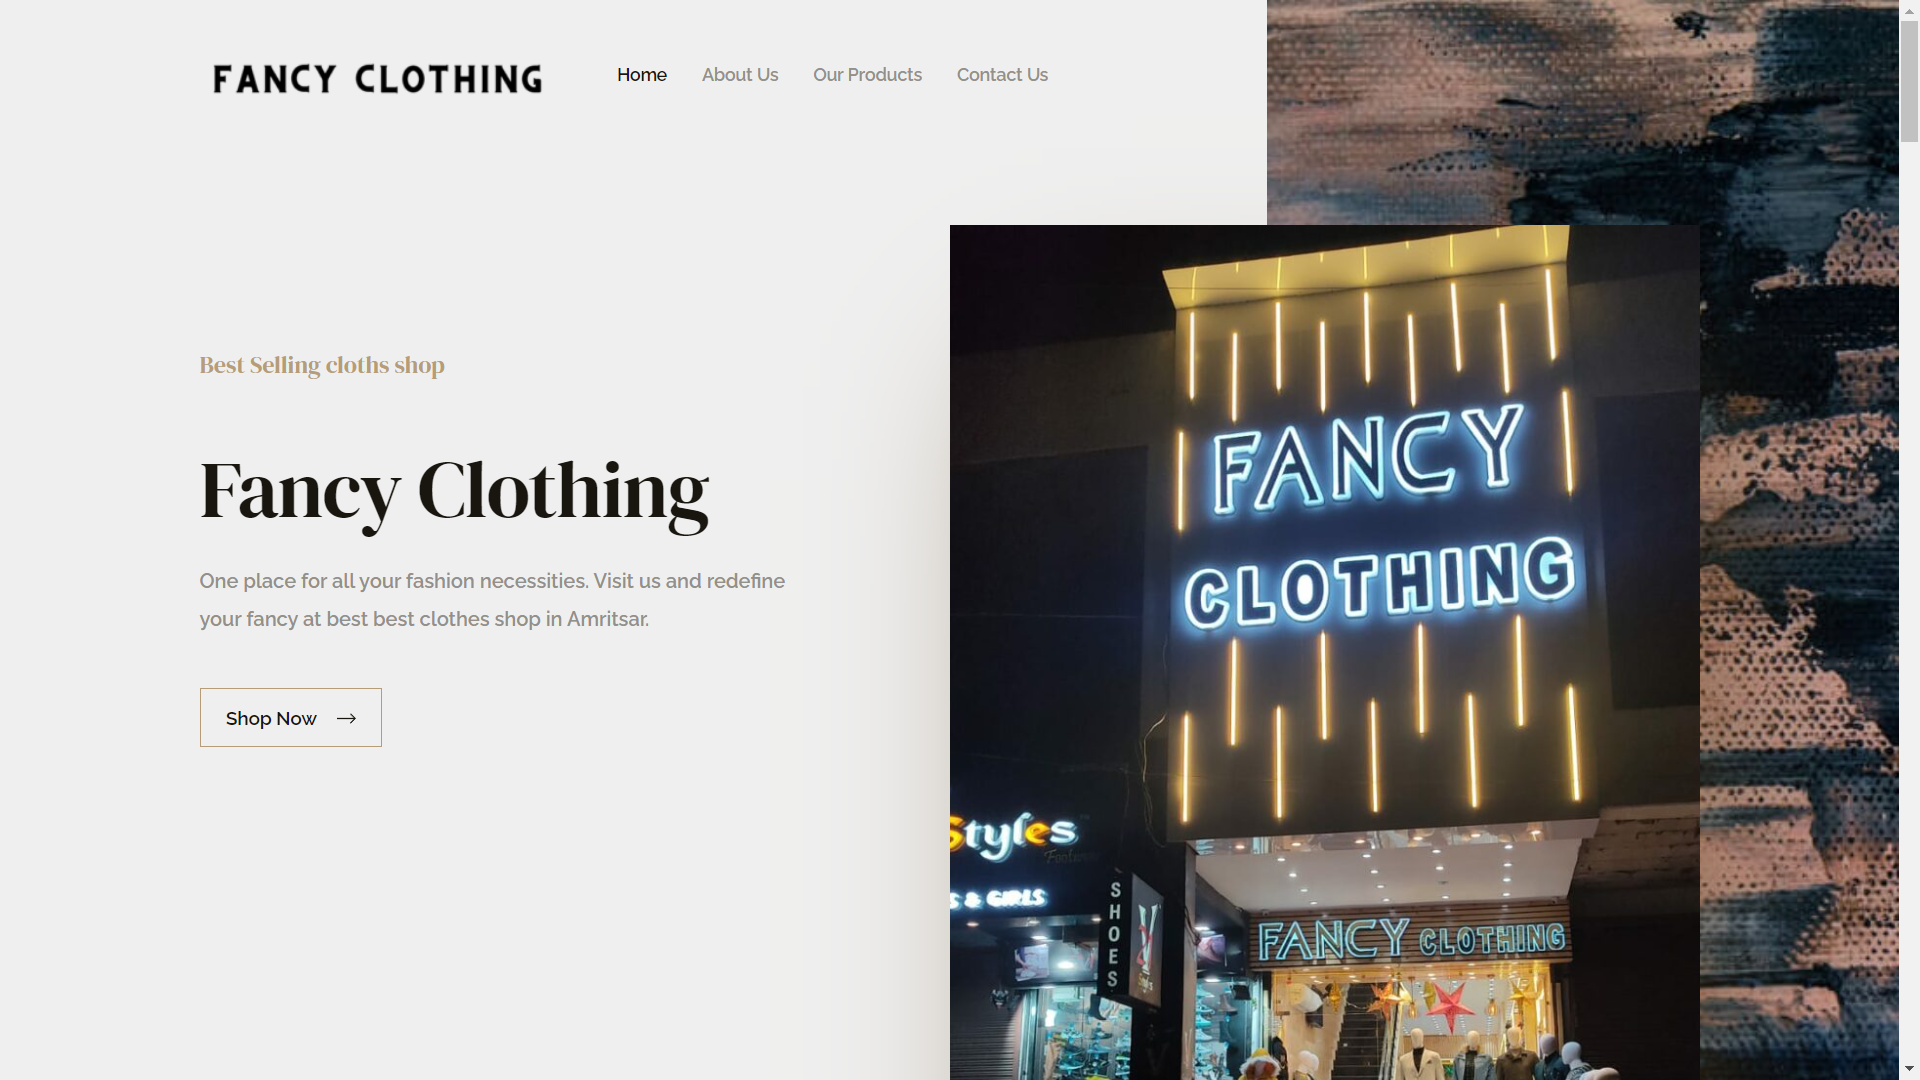 FANCY CLOTHING
Home
About Us
Our Products
Contact Us
Best Selling cloths shop
Fancy Clothing
One place for all your fashion necessities. Visit us and redefine
your fancy at best best clothes shop in Amritsar.
Shop Now
FANCY
CLOTHING
Styles
S & GIRLS
SHOES
FANCY CLOTHING